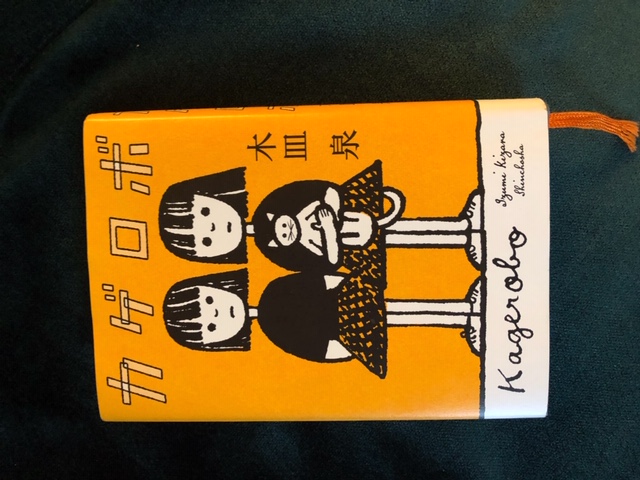 カゲロボ
木皿 泉
Kagerobo
Izumi Kizara
Shinchosha